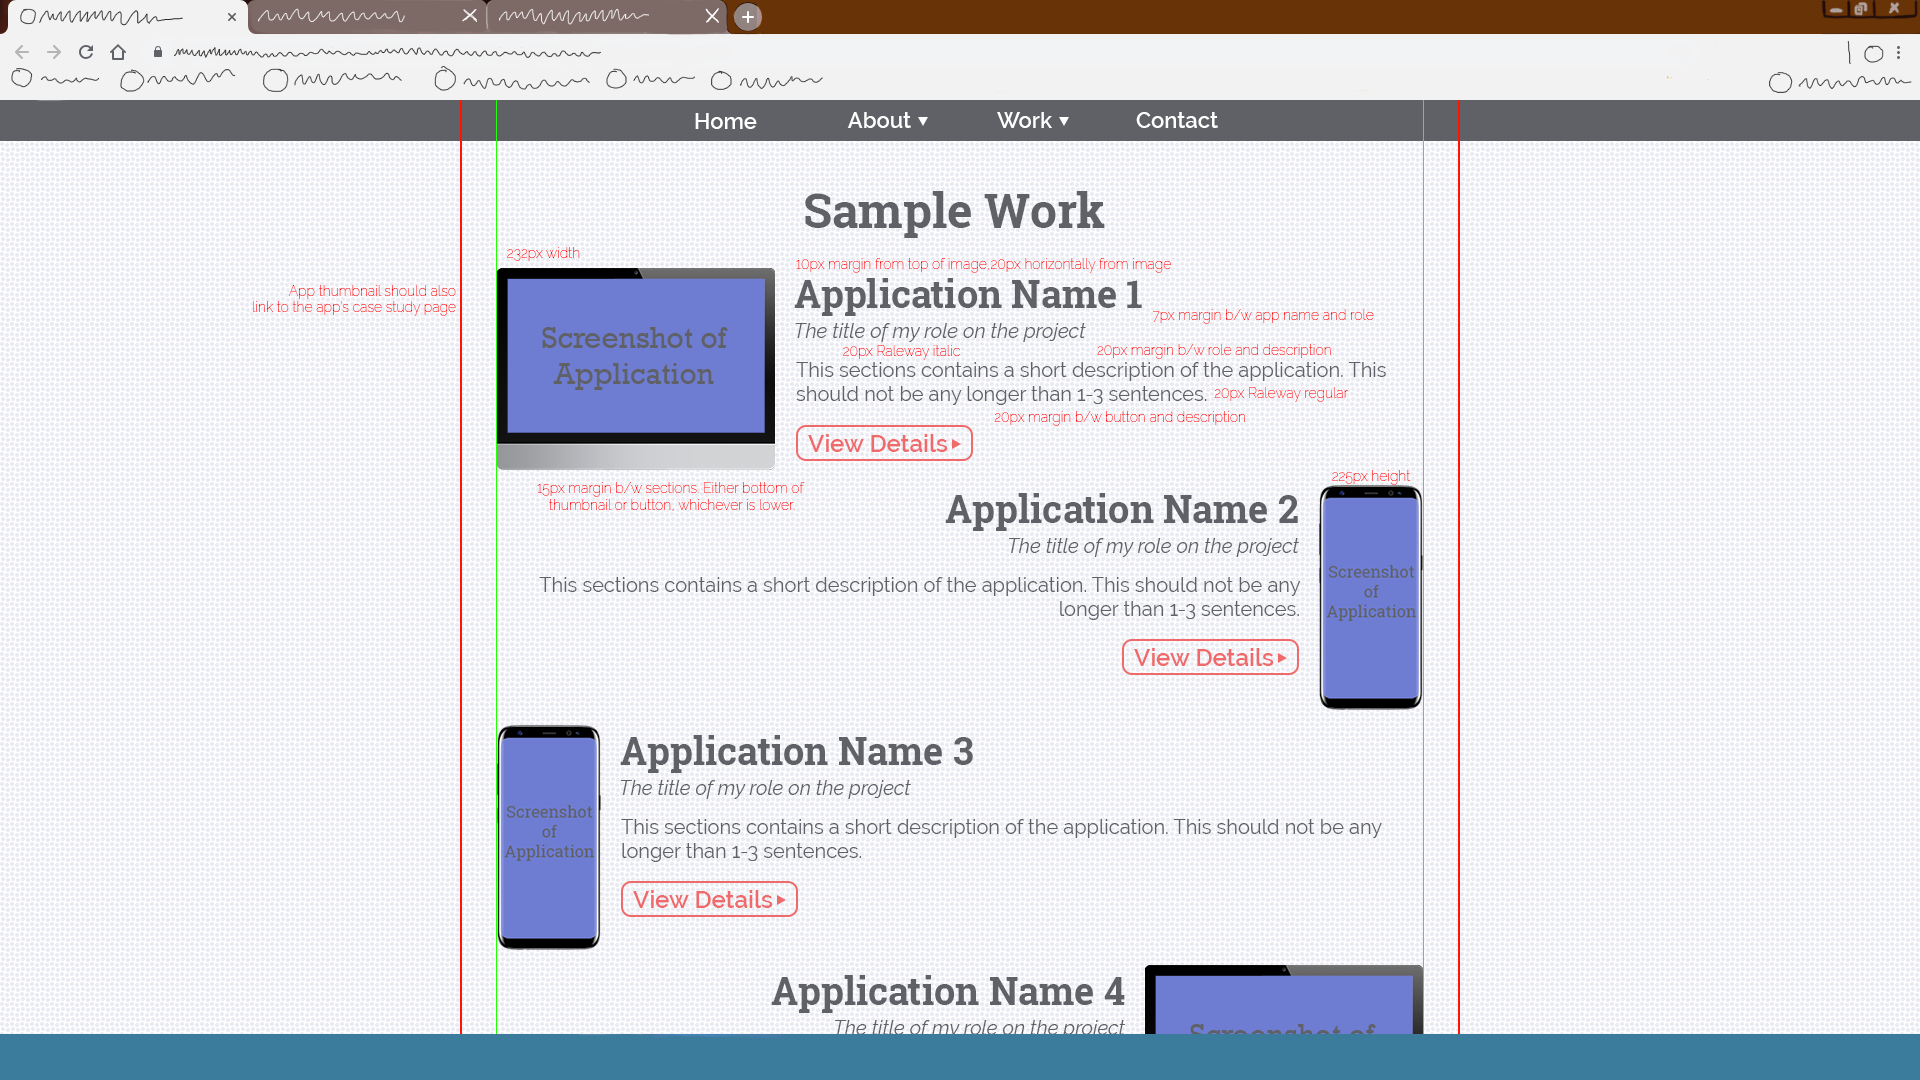 Home About Work Contact
Sample Work
232px width
10px margin from top of image.20px horizontally from image
App thumbnail should also
link to the app's case study page
Screenshot of
Application
Application Name 1
7px margin b/w app name and role
The title of my role on the project
20px Raleway italic
20px margin b/w role and description
This sections contains a short description of the application. This
should not be any longer than 1-3 sentences.
20px Raleway regular
20px margin b/w button and description
View Details
15px margin b/w sections. Either bottom of
thumbnail or button, whichever is lower.
225px height
Application Name 2
The title of my role on the project
This sections contains a short description of the application. This should not be any
longer than 1-3 sentences.
View Details
Screenshot
of
Application
Screenshot
of
Application
Application Name 3
The title of my role on the project
This sections contains a short description of the application. This should not be any
longer than 1-3 sentences.
View Details
Application Name 4
The title of my role on the project
Screenshot of